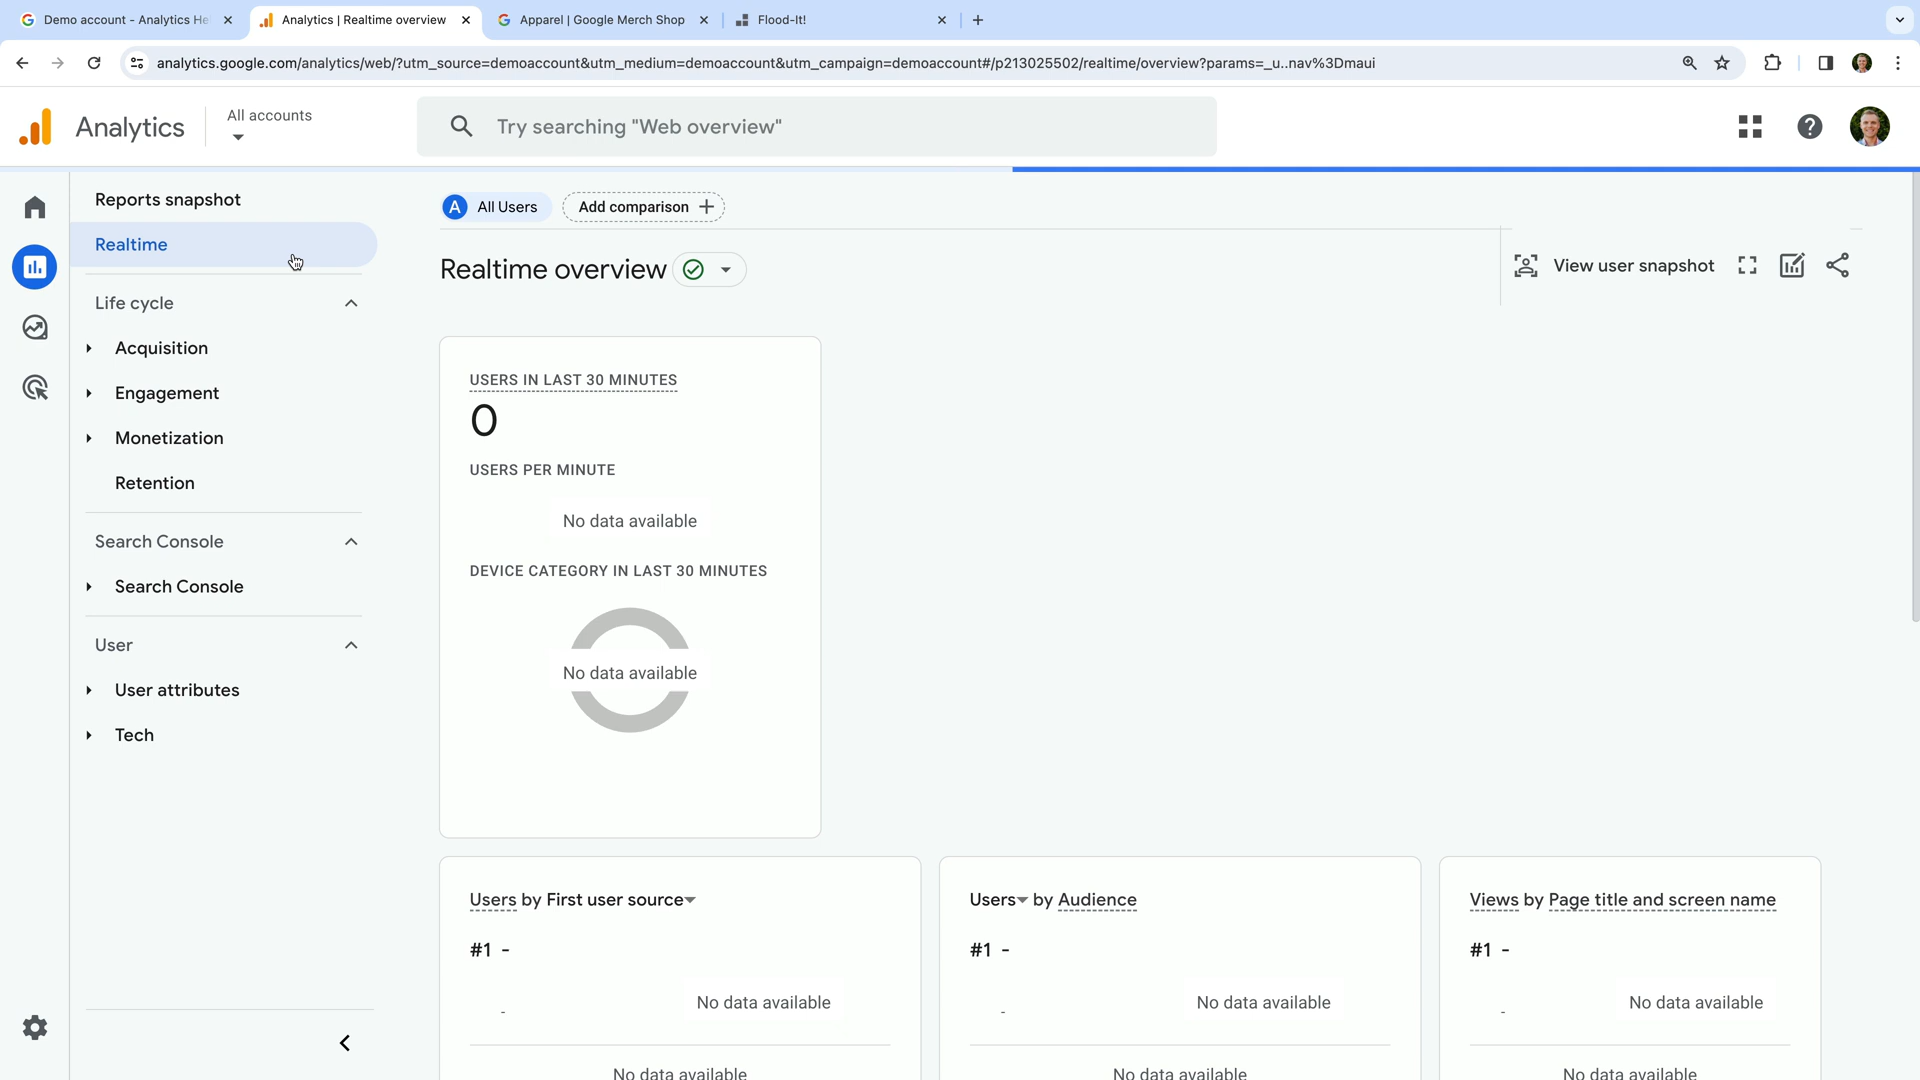 Demo account - Analytics He
Analytics | Realtime overview
Apparel | Google Merch Shop
Flood-It!
analytics.google.com/analytics/web/?utm_source=demoaccount&utm_medium=demoaccount&utm_campaign=demoaccount#/p213025502/realtime/overview?params=_u..nav%3Dmaui
Analytics
All accounts
Try searching "Web overview"
Reports snapshot
Realtime
Life cycle
Acquisition
Engagement
Monetization
Retention
Search Console
Search Console
User
User attributes
Tech
A All Users
Add comparison
Realtime overview
View user snapshot
USERS IN LAST 30 MINUTES
0
USERS PER MINUTE
No data available
DEVICE CATEGORY IN LAST 30 MINUTES
No data available
Users by First user source
#1 -
-
No data available
No data available
Users by Audience
#1 -
-
No data available
No data available
Views by Page title and screen name
#1 -
-
No data available
No data available